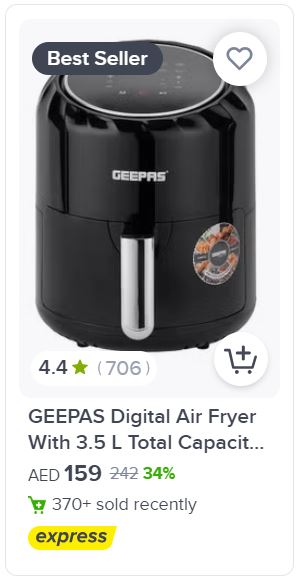 Best Seller
GEEPAS
4.4 (706)
GEEPAS Digital Air Fryer
With 3.5 L Total Capacit...
AED 159 242 34%
370+ sold recently
express